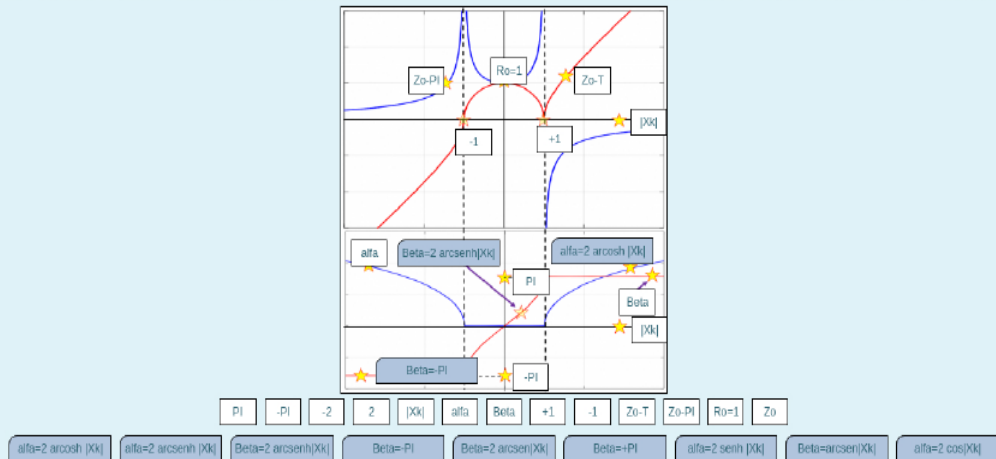 Ro=1
Zo-PI
Zo-T
|Xk|
-1
+1
alfa
Beta=2 arcsenh|Xk|
alfa=2 arcosh |Xk|
PI
Beta
|Xk|
Beta=-PI
-PI
PI -PI -2 2 |Xk| alfa Beta +1 -1 Zo-T Zo-PI Ro=1 Zo
alfa=2 arcosh |Xk| alfa=2 arcsenh |Xk| Beta=2 arcsenh|Xk| Beta=-PI Beta=2 arcsen|Xk| Beta=+PI alfa=2 senh |Xk| Beta=arcsen|Xk| alfa=2 cos|Xk|